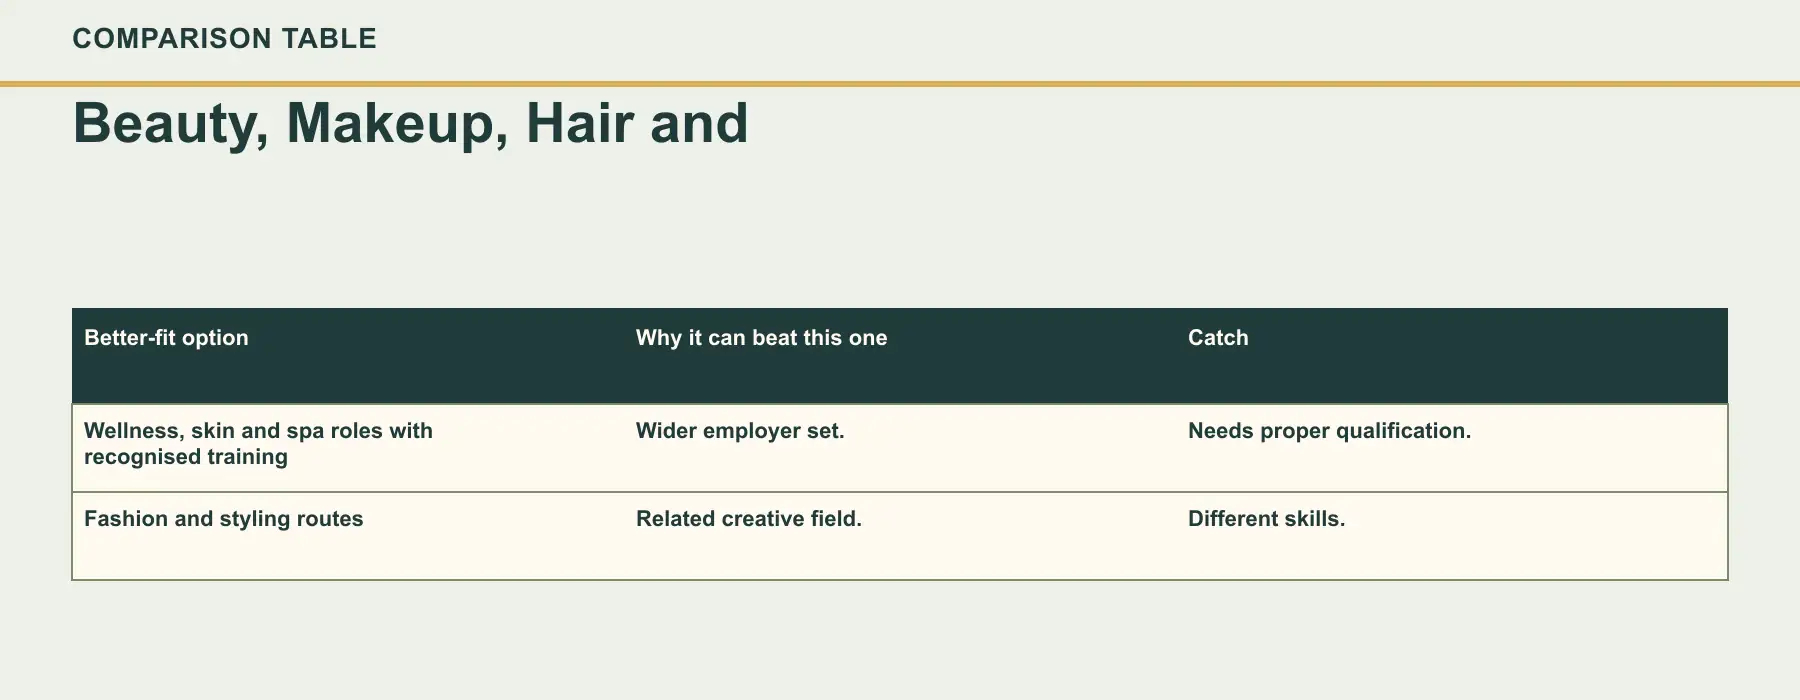 COMPARISON TABLE
Beauty, Makeup, Hair and
Better-fit option
Why it can beat this one
Catch
Wellness, skin and spa roles with
recognised training
Wider employer set.
Needs proper qualification.
Fashion and styling routes
Related creative field.
Different skills.